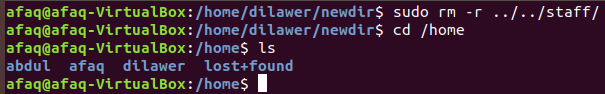 afaq@afaq-VirtualBox:/home/dilawer/newdir$ sudo rm -r ../../staff/
afaq@afaq-VirtualBox:/home/dilawer/newdir$ cd /home
afaq@afaq-VirtualBox:/home$ ls
abdul  afaq  dilawer  lost+found
afaq@afaq-VirtualBox:/home$